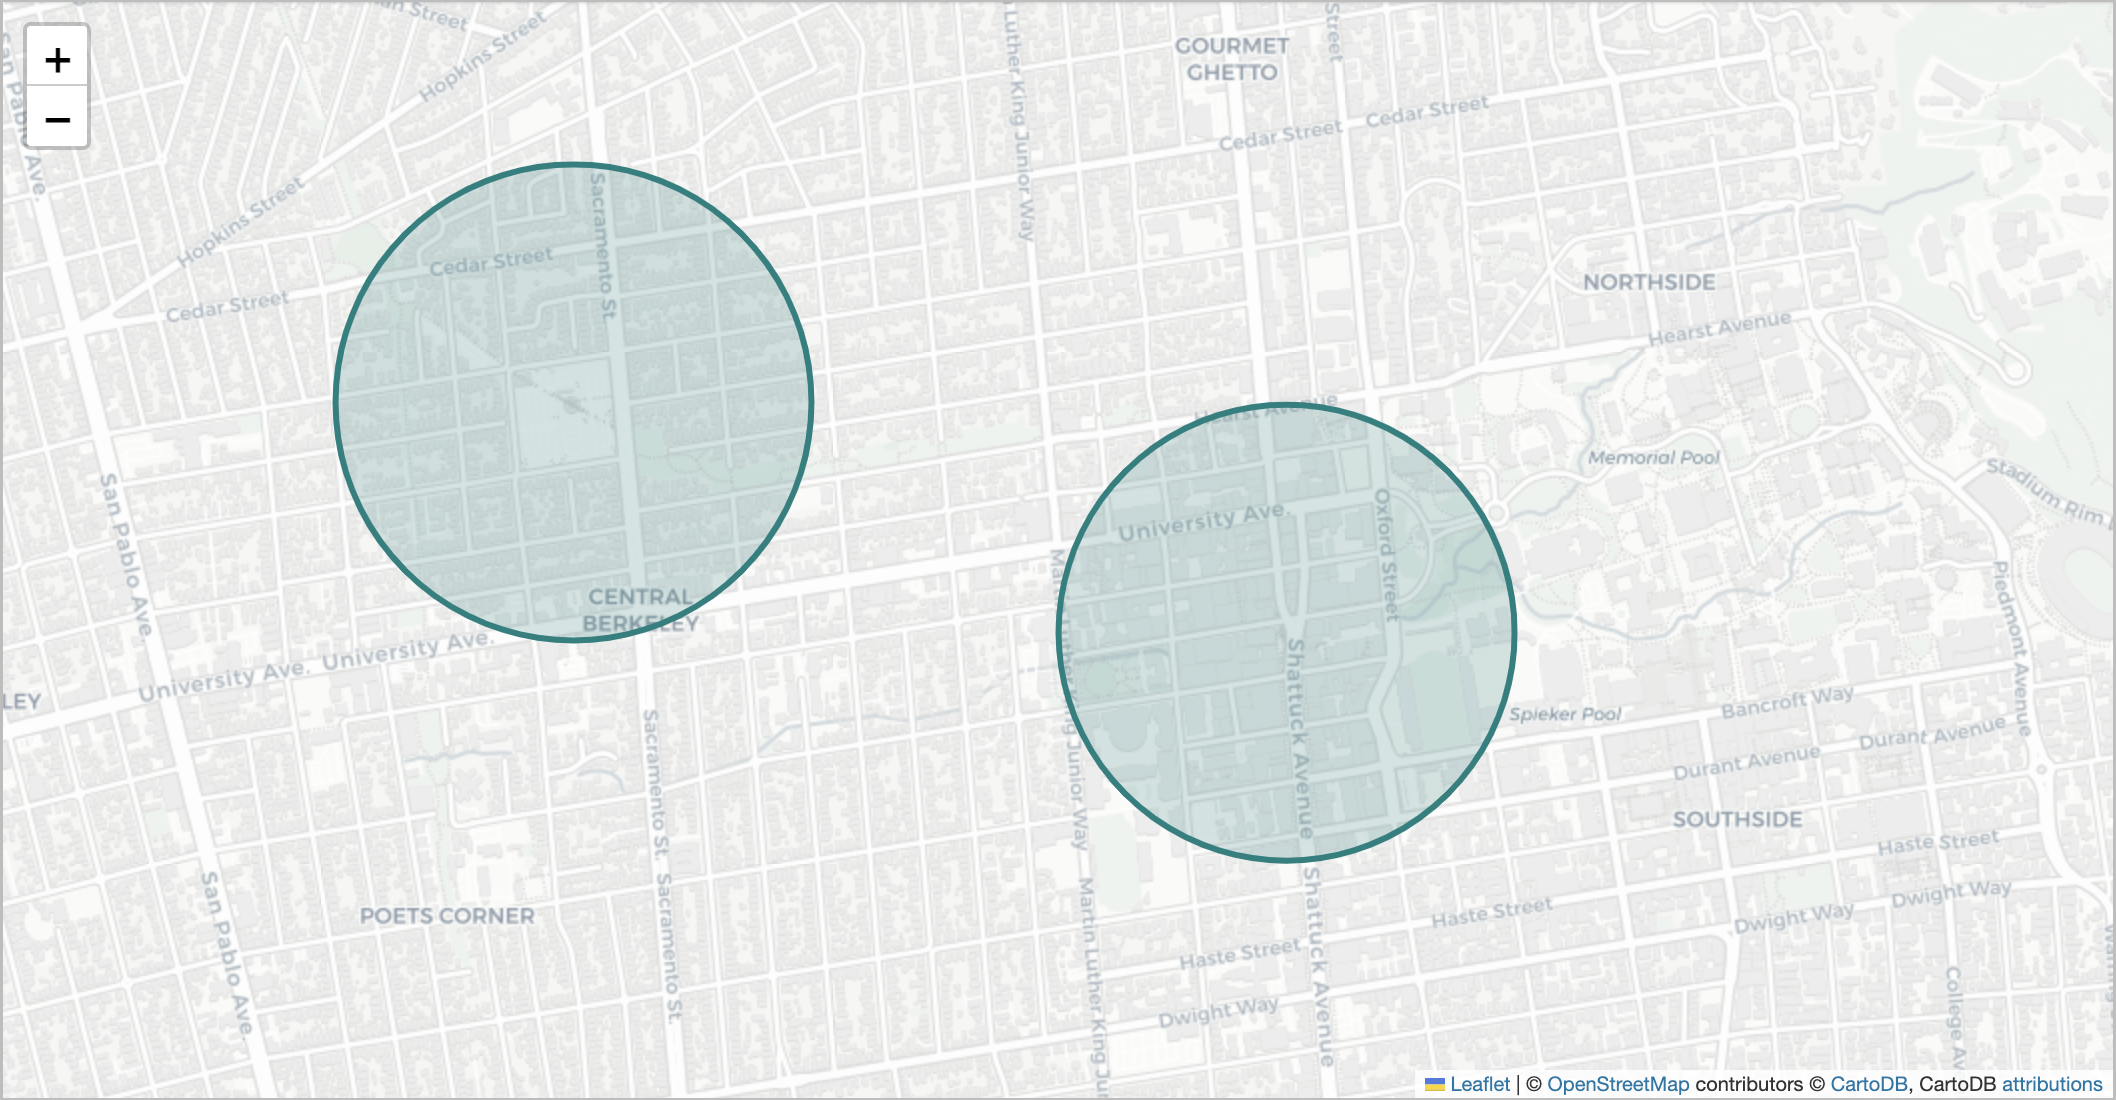 +
−
Hopkins Street
GOURMET
GHETTO
Street
Cedar Street
Cedar Street
Luther King Junior Way
San Pablo Ave.
Hopkins Street
Sacramento St.
Cedar Street
Cedar Street
NORTHSIDE
Hearst Avenue
Hearst Avenue
Memorial Pool
Stadium Rim
San Pablo Ave.
University Ave.
Oxford Street
CENTRAL
BERKELEY
University Ave.
University Ave.
LEY
Martin Luther King Junior Way
Shattuck Avenue
Piedmont Avenue
Spieker Pool
Bancroft Way
Durant Avenue
Durant Avenue
Sacramento St.
SOUTHSIDE
Haste Street
San Pablo Ave.
Sacramento St.
POETS CORNER
Shattuck Avenue
Haste Street
Haste Street
Dwight Way
Dwight Way
Dwight Way
Martin Luther King Ju
College Av
Leaflet | © OpenStreetMap contributors © CartoDB, CartoDB attributions